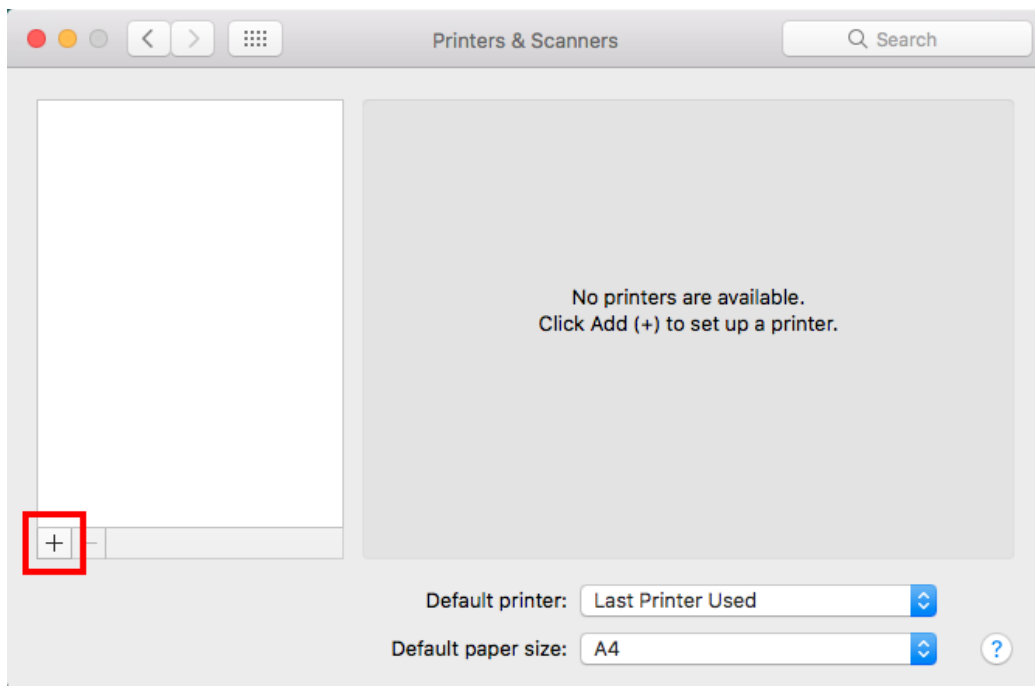 Printers & Scanners
Search
No printers are available.
Click Add (+) to set up a printer.
+ −
Default printer: Last Printer Used
Default paper size: A4
?